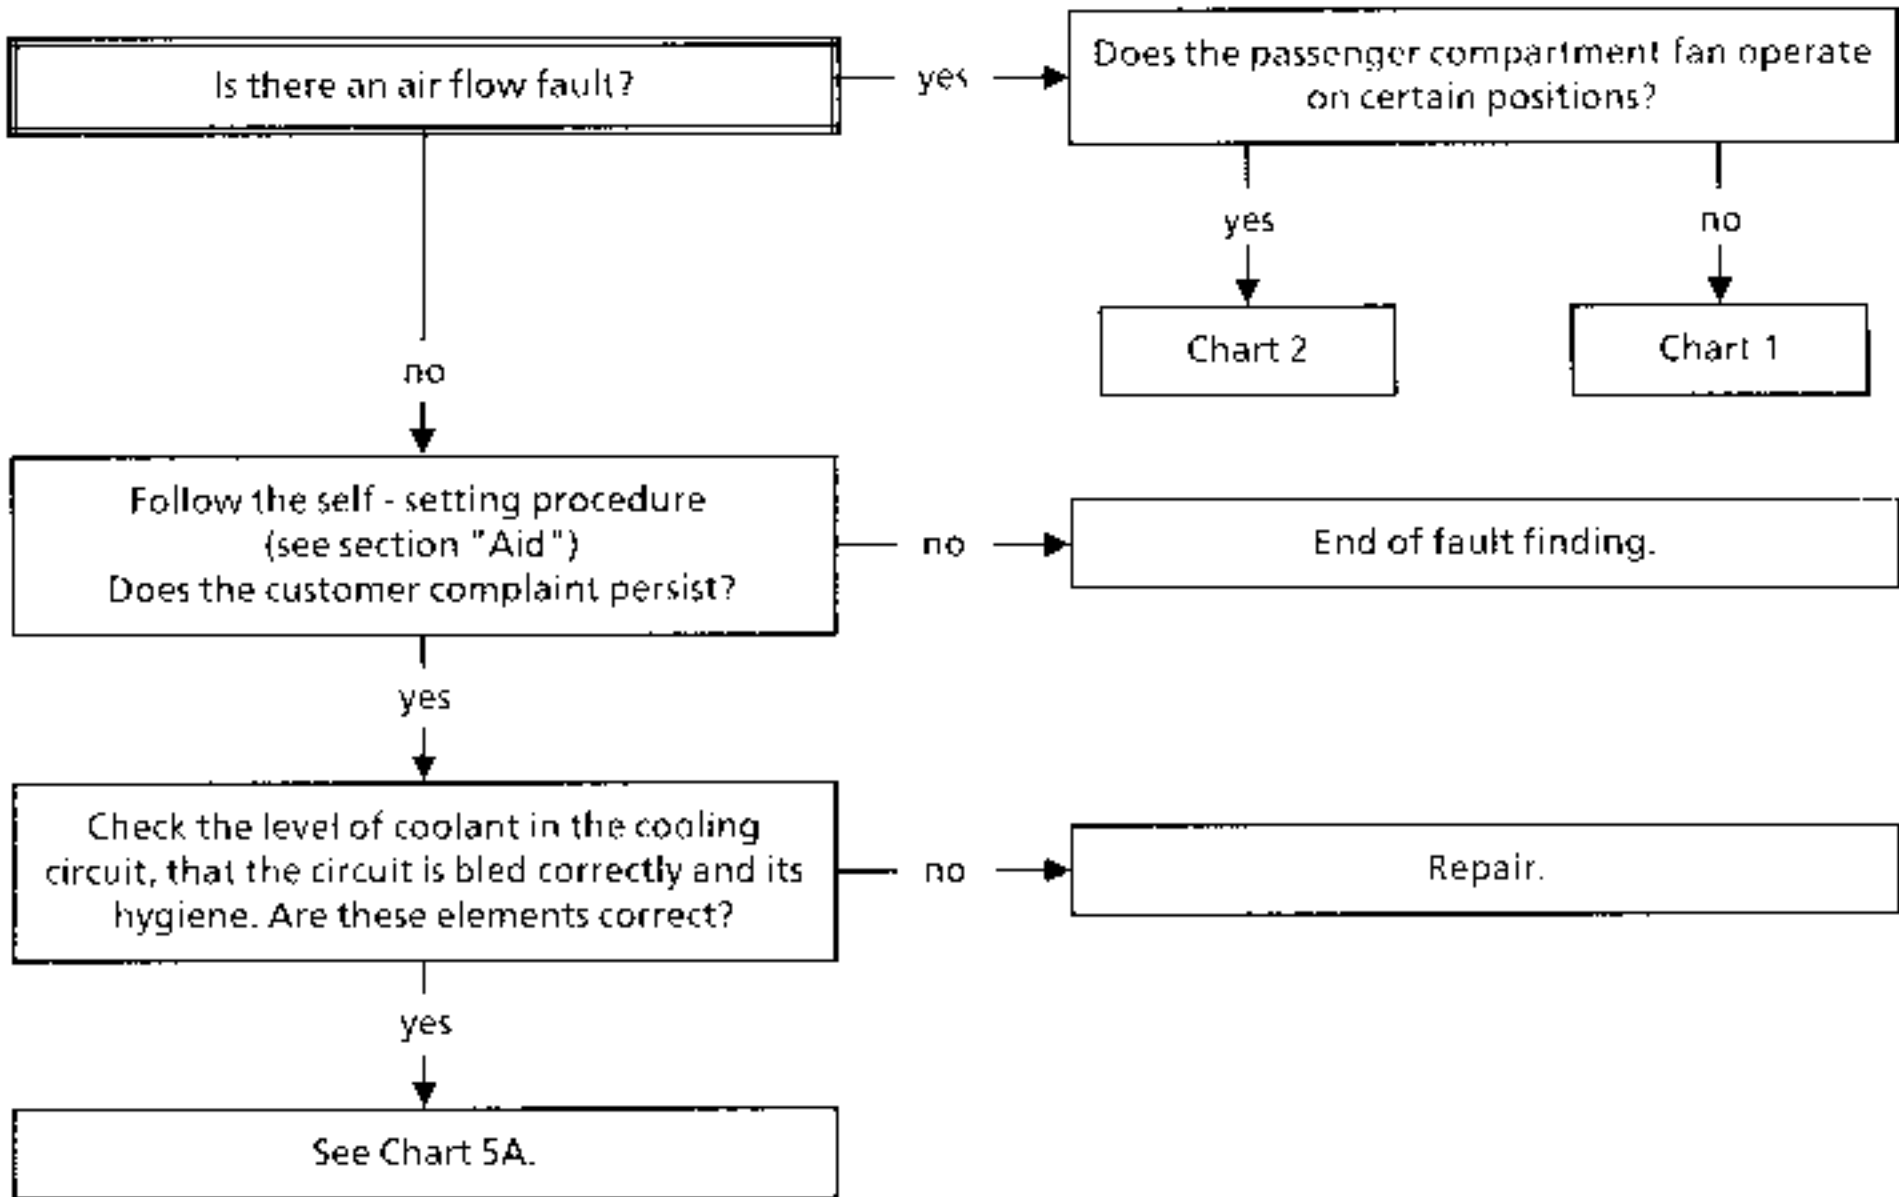 Is there an air flow fault?
yes
Does the passenger compartment fan operate
on certain positions?
yes
no
Chart 2
Chart 1
no
Follow the self - setting procedure
(see section "Aid")
Does the customer complaint persist?
no
End of fault finding.
yes
Check the level of coolant in the cooling
circuit, that the circuit is bled correctly and its
hygiene. Are these elements correct?
no
Repair.
yes
See Chart 5A.